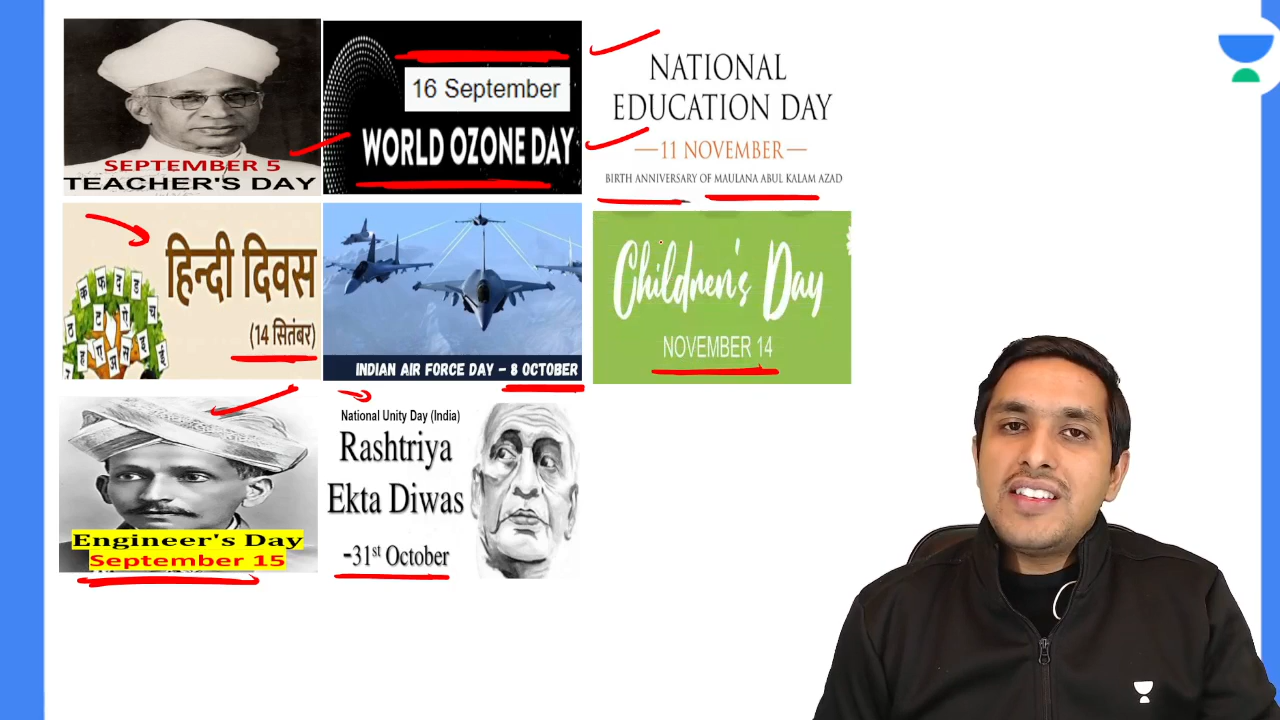 SEPTEMBER 5
TEACHER'S DAY
16 September
WORLD OZONE DAY
NATIONAL
EDUCATION DAY
11 NOVEMBER
BIRTH ANNIVERSARY OF MAULANA ABUL KALAM AZAD
हिन्दी दिवस
(14 सितंबर)
क फ द ड
च
ठ ट ऐ
ह ए अ स ई ई
INDIAN AIR FORCE DAY – 8 OCTOBER
Children's Day
NOVEMBER 14
Engineer's Day
September 15
National Unity Day (India)
Rashtriya
Ekta Diwas
-31st October